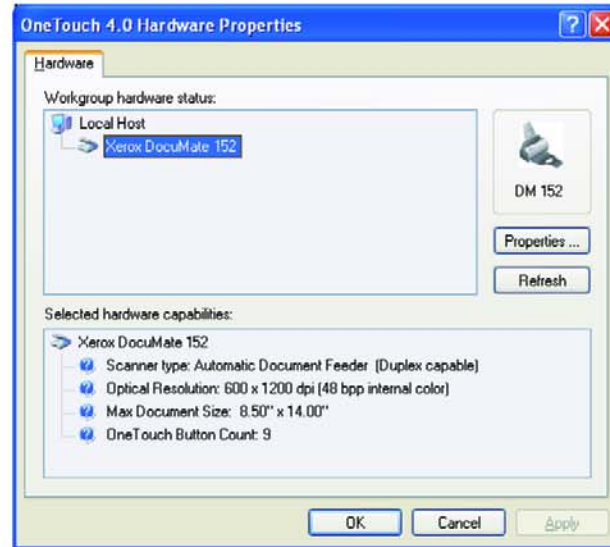 OneTouch 4.0 Hardware Properties
Hardware
Workgroup hardware status:
Local Host
Xerox DocuMate 152
DM 152
Properties ...
Refresh
Selected hardware capabilities:
Xerox DocuMate 152
Scanner type: Automatic Document Feeder (Duplex capable)
Optical Resolution: 600 x 1200 dpi (48 bpp internal color)
Max Document Size: 8.50" x 14.00"
OneTouch Button Count: 9
OK
Cancel
Apply